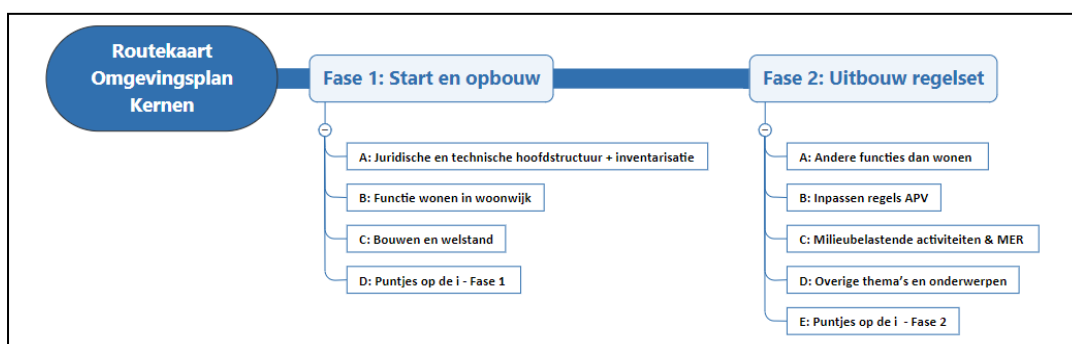 Routekaart
Omgevingsplan
Kernen
Fase 1: Start en opbouw
A: Juridische en technische hoofdstructuur + inventarisatie
B: Functie wonen in woonwijk
C: Bouwen en welstand
D: Puntjes op de i - Fase 1
Fase 2: Uitbouw regelset
A: Andere functies dan wonen
B: Inpassen regels APV
C: Milieubelastende activiteiten & MER
D: Overige thema's en onderwerpen
E: Puntjes op de i - Fase 2